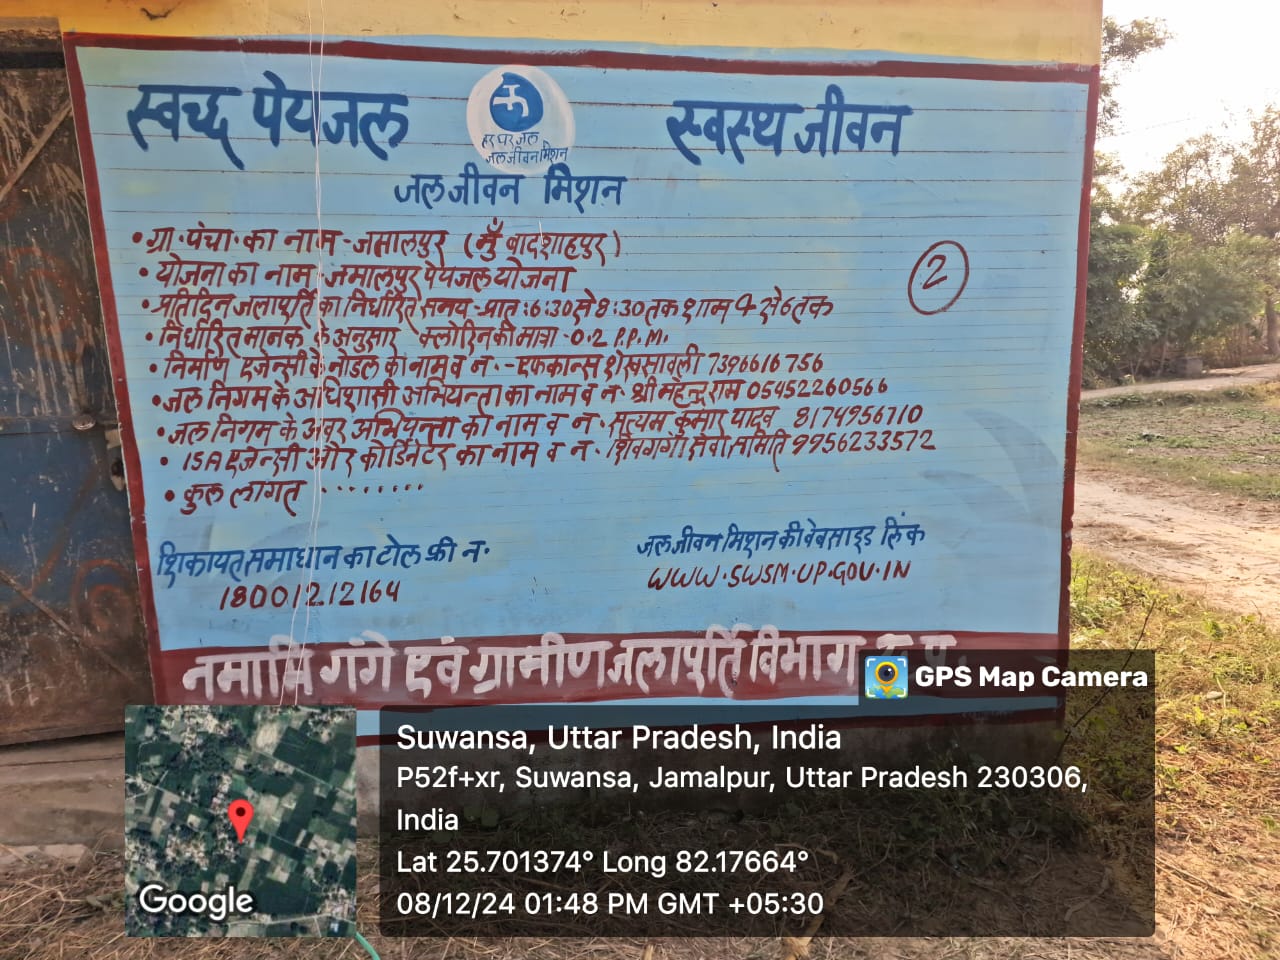 स्वच्छ पेयजल
स्वस्थ जीवन
हर घर जल
जल जीवन मिशन
जल जीवन मिशन
• ग्रा. पंचा. का नाम - जमालपुर (मुँ बादशाहपुर)
• योजना का नाम - जमालपुर पेयजल योजना
• प्रतिदिन जलापूर्ति का निर्धारित समय - प्रात: 6:30 से 8:30 तक शाम 4 से 6 तक
• निर्धारित मानक के अनुसार क्लोरिन की मात्रा - 0.2 P.P.M.
• निर्माण एजेन्सी के नोडल का नाम व न. - एफकान्स शेखसावली 7396616756
• जल निगम के अधिशासी अभियन्ता का नाम व न. श्री महेन्द्र राम 05452260566
• जल निगम के अवर अभियन्ता का नाम व न. सत्यम कुमार यादव 8174956710
• ISA एजेन्सी और कोर्डिनेटर का नाम व न. शिवगंगा सेवा समिति 9956233572
• कुल लागत ........
2
शिकायत समाधान का टोल फ्री न.
18001212164
जल जीवन मिशन की वेबसाइड लिंक
WWW.SWSM.UP.GOV.IN
नमामि गंगे एवं ग्रामीण जलापूर्ति विभाग
GPS Map Camera
Suwansa, Uttar Pradesh, India
P52f+xr, Suwansa, Jamalpur, Uttar Pradesh 230306,
India
Lat 25.701374° Long 82.17664°
08/12/24 01:48 PM GMT +05:30
Google